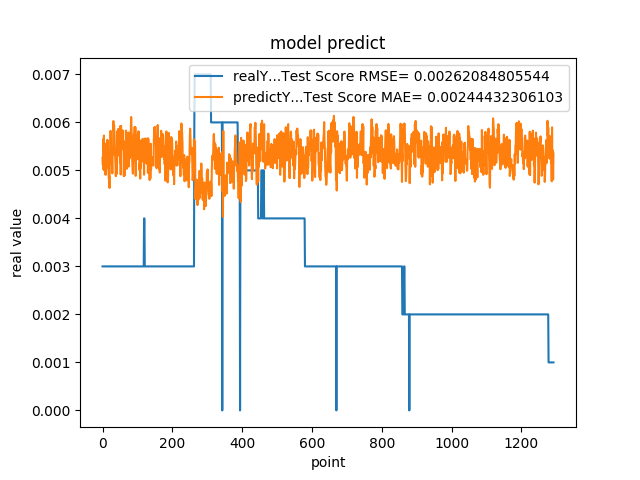 model predict
realY...Test Score RMSE= 0.00262084805544
predictY...Test Score MAE= 0.00244432306103
0.007
0.006
0.005
0.004
0.003
0.002
0.001
0.000
real value
0 200 400 600 800 1000 1200
point